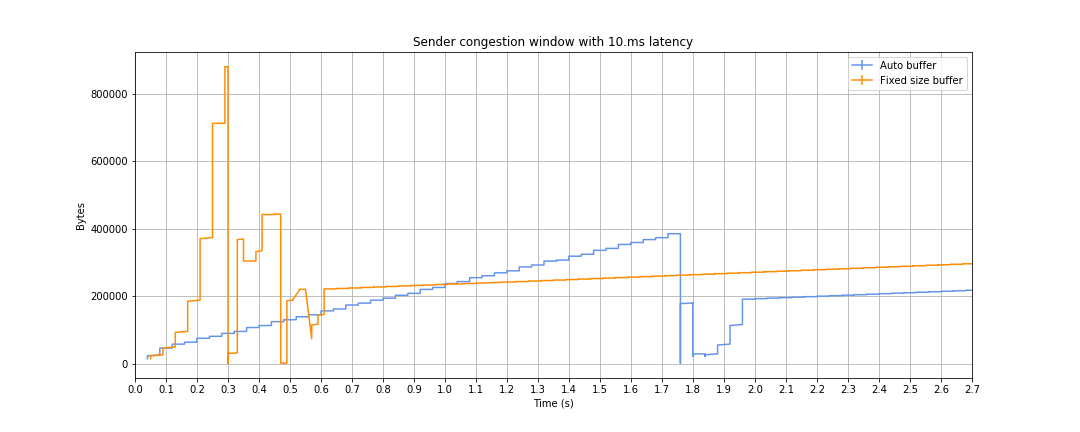 Sender congestion window with 10.ms latency
Auto buffer
Fixed size buffer
800000
600000
400000
200000
0
Bytes
0.0 0.1 0.2 0.3 0.4 0.5 0.6 0.7 0.8 0.9 1.0 1.1 1.2 1.3 1.4 1.5 1.6 1.7 1.8 1.9 2.0 2.1 2.2 2.3 2.4 2.5 2.6 2.7
Time (s)